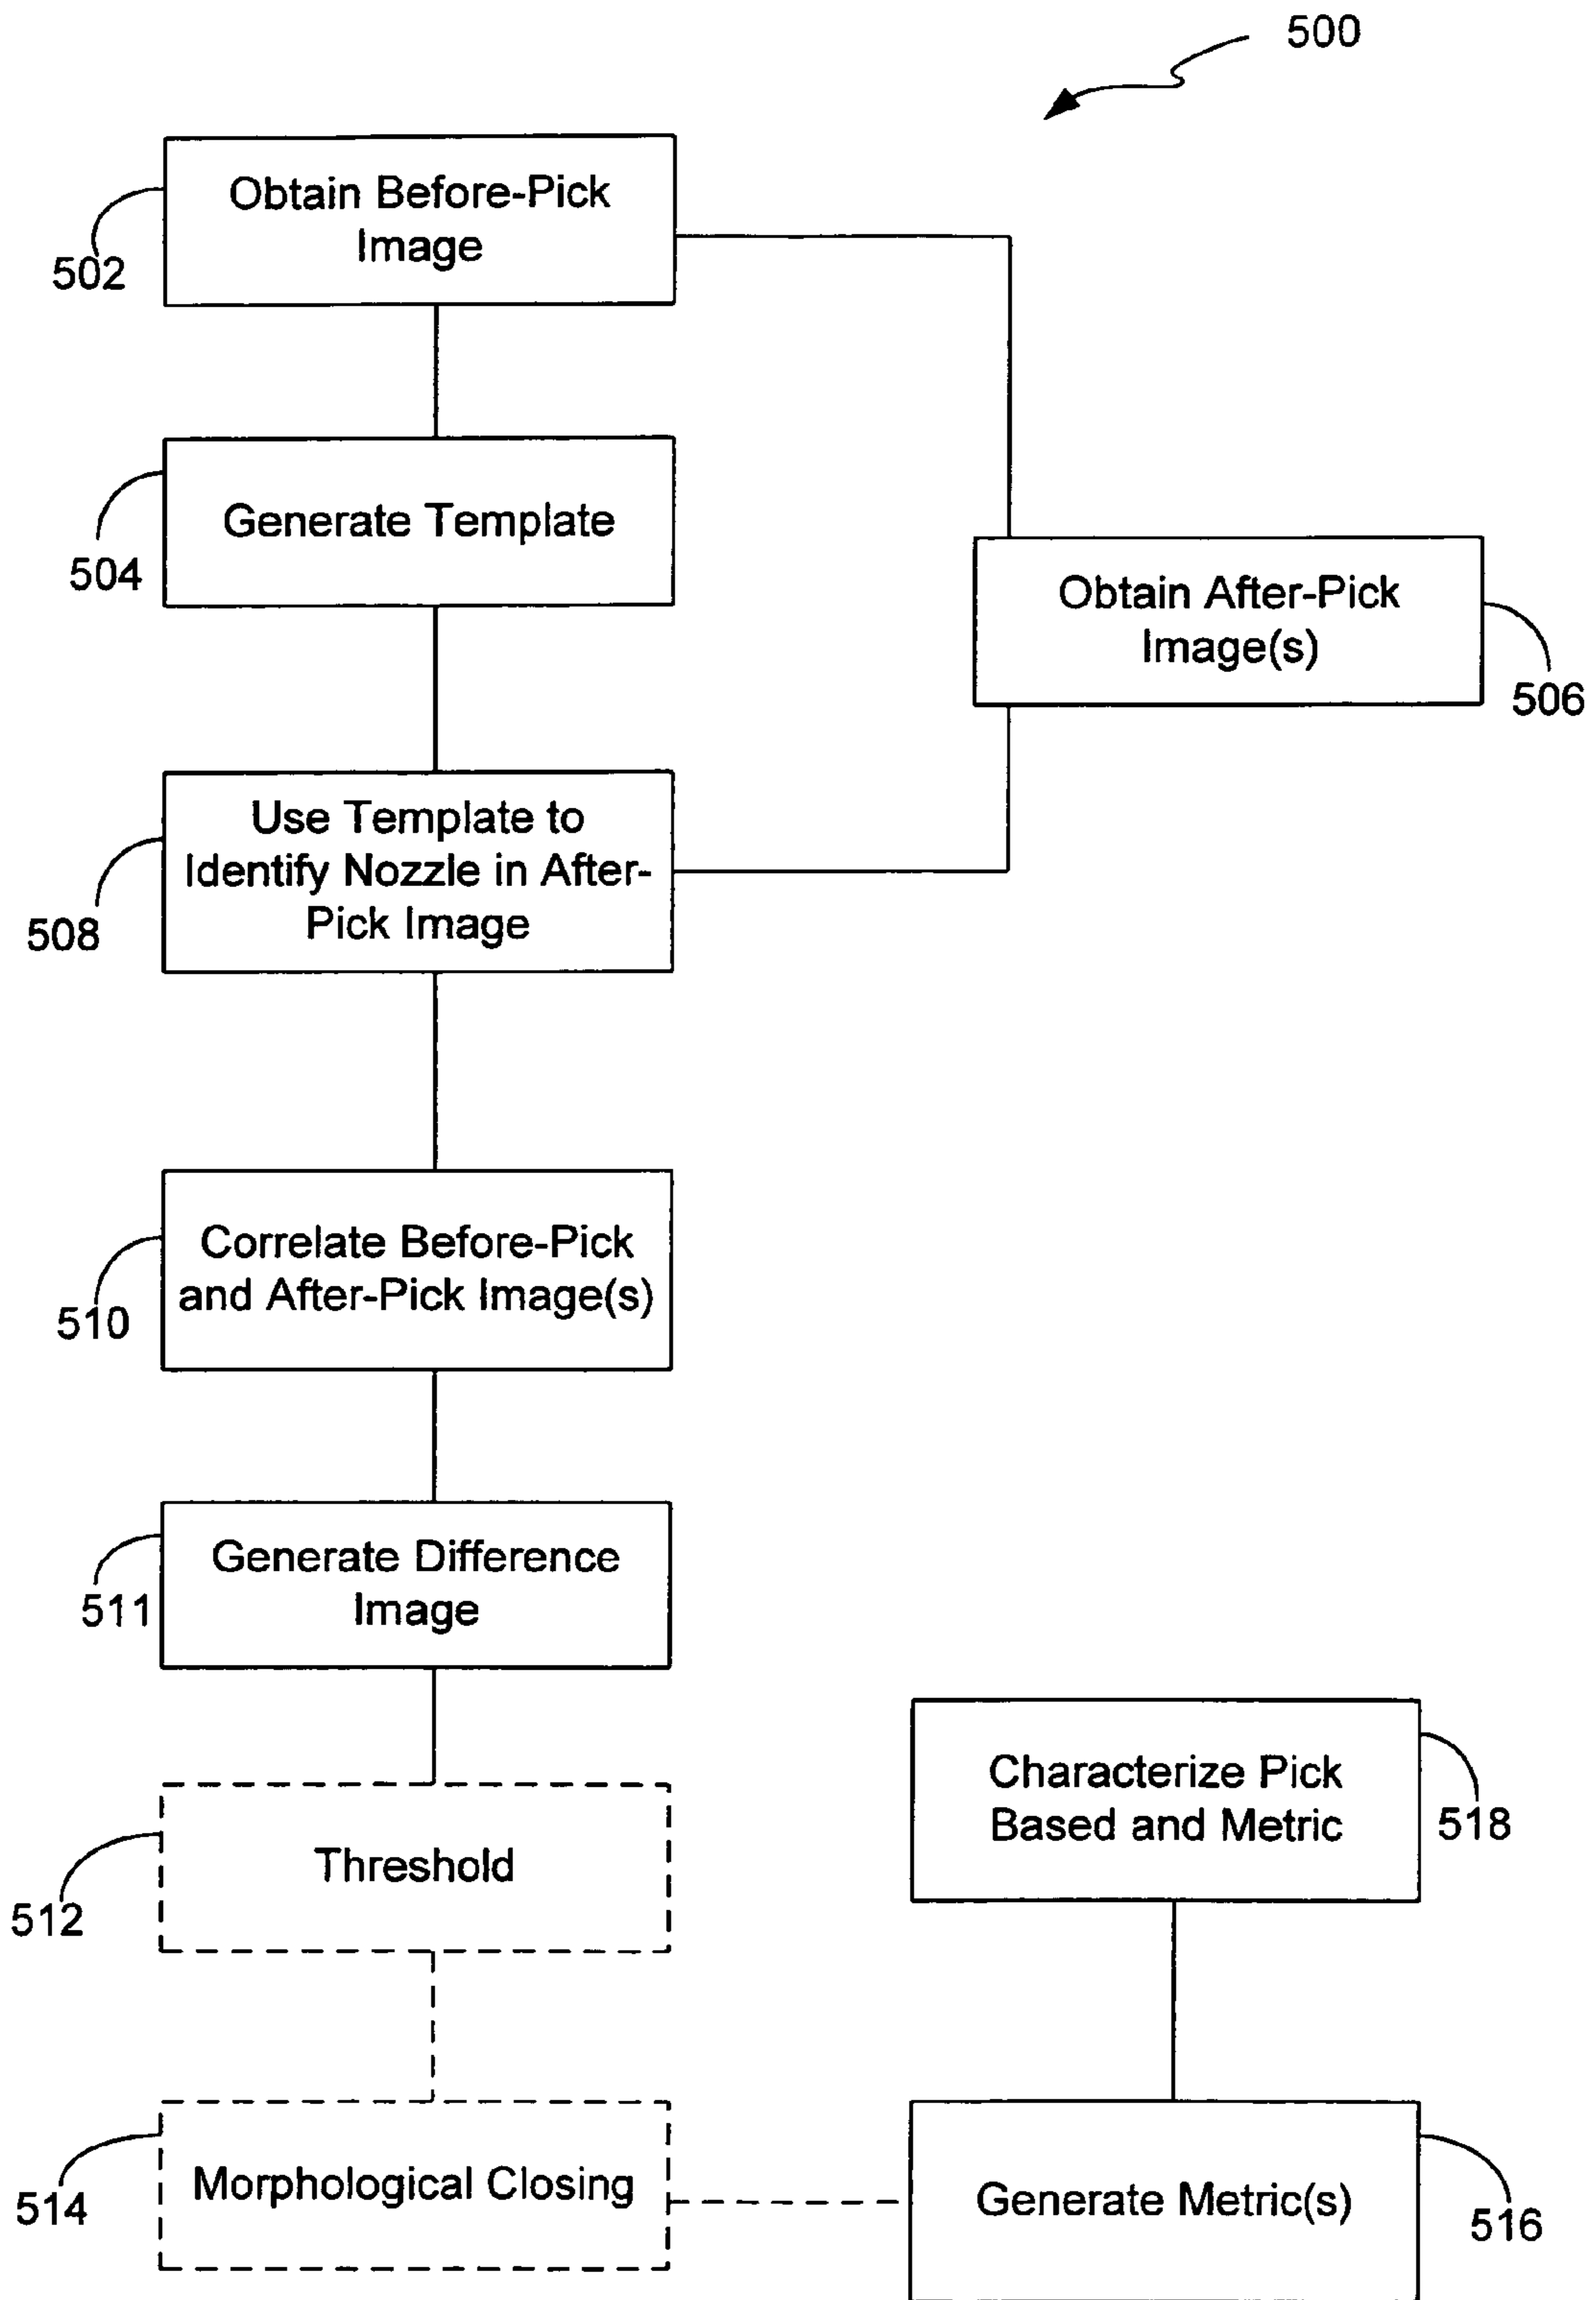 500
Obtain Before-Pick
Image
502
Generate Template
504
Obtain After-Pick
Image(s)
506
Use Template to
Identify Nozzle in After-
Pick Image
508
Correlate Before-Pick
and After-Pick Image(s)
510
Generate Difference
Image
511
Characterize Pick
Based and Metric
518
Threshold
512
Morphological Closing
514
Generate Metric(s)
516